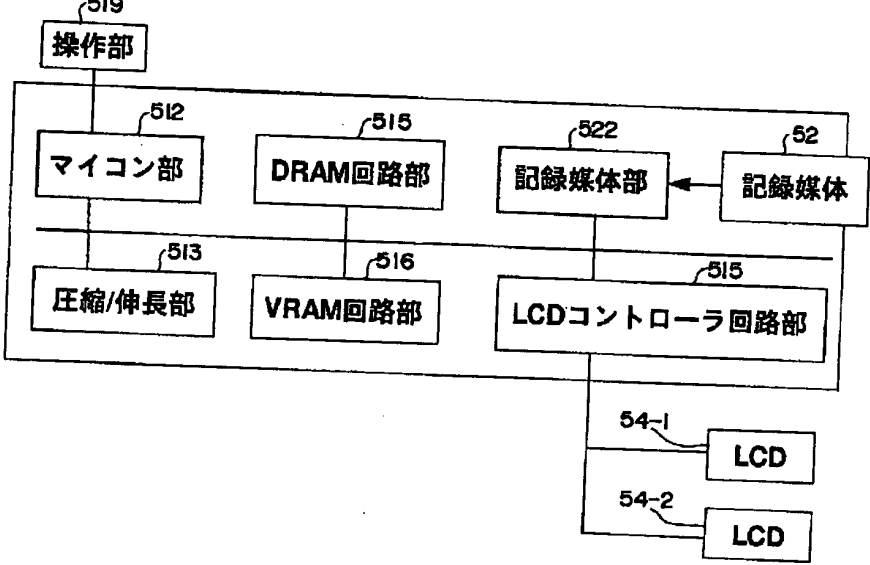 519
操作部
512
マイコン部
515
DRAM回路部
522
記録媒体部
52
記録媒体
513
圧縮/伸長部
516
VRAM回路部
515
LCDコントローラ回路部
54-1
LCD
54-2
LCD